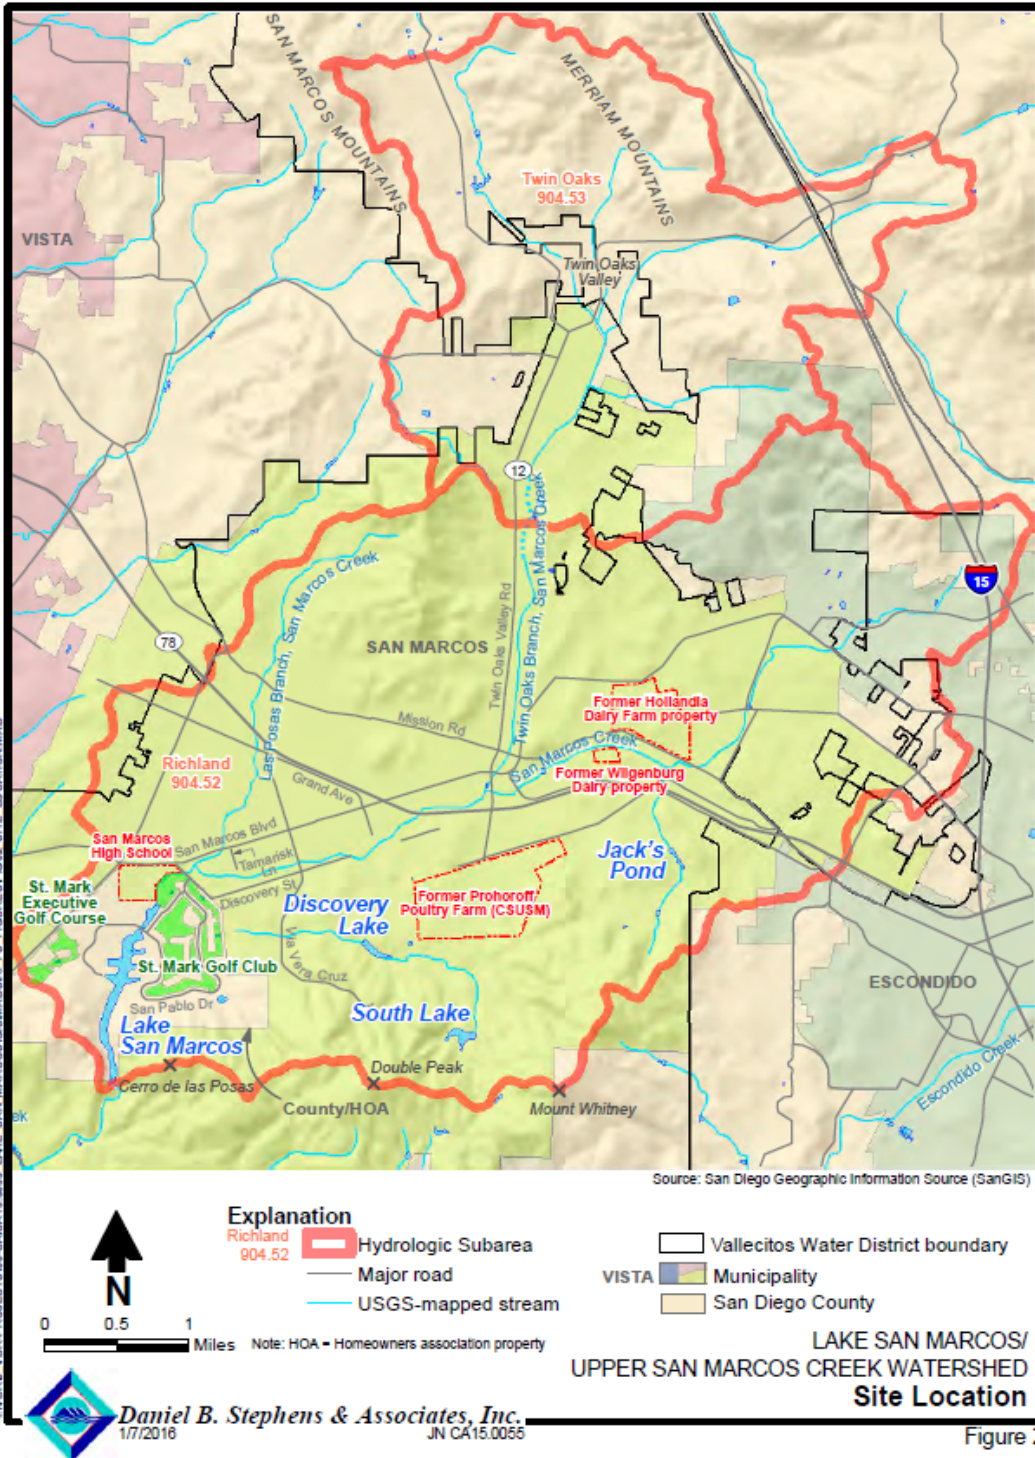 SAN MARCOS MOUNTAINS
MERRIAM MOUNTAINS
Twin Oaks
904.53
VISTA
Twin Oaks
Valley
12
Las Posas Branch, San Marcos Creek
Twin Oaks Branch, San Marcos Creek
Twin Oaks Valley Rd
15
78
SAN MARCOS
Mission Rd
Former Hollandia
Dairy Farm property
San Marcos Creek
Former Wilgenburg
Dairy property
Richland
904.52
Grand Ave
San Marcos Blvd
San Marcos
High School
Tamarisk
Ln
Discovery St
St. Mark
Executive
Golf Course
Discovery
Lake
Former Prohoroff
Poultry Farm (CSUSM)
Jack's
Pond
St. Mark Golf Club
Via Vera Cruz
San Pablo Dr
South Lake
ESCONDIDO
Lake
San Marcos
Cerro de las Posas
Double Peak
County/HOA
Mount Whitney
Escondido Creek
ek
Source: San Diego Geographic Information Source (SanGIS)
N
0 0.5 1
Miles
Explanation
Richland
904.52
Hydrologic Subarea
Major road
USGS-mapped stream
Vallecitos Water District boundary
VISTA
Municipality
San Diego County
Note: HOA = Homeowners association property
LAKE SAN MARCOS/
UPPER SAN MARCOS CREEK WATERSHED
Site Location
Daniel B. Stephens & Associates, Inc.
1/7/2016
JN CA15.0055
Figure